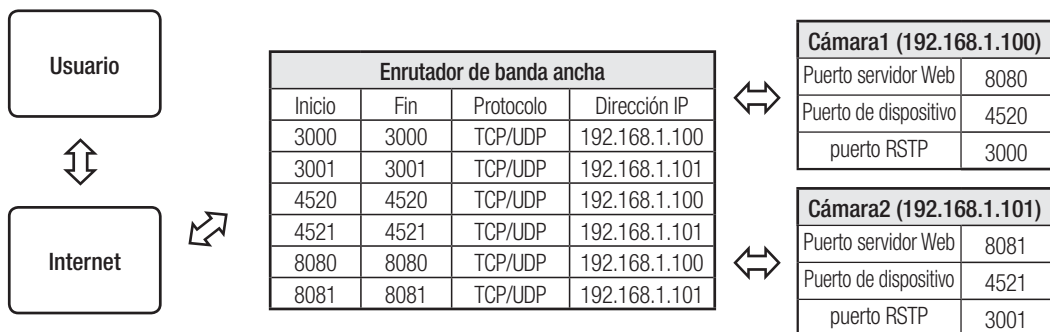 Usuario
Internet
Enrutador de banda ancha
Inicio Fin Protocolo Dirección IP
3000 3000 TCP/UDP 192.168.1.100
3001 3001 TCP/UDP 192.168.1.101
4520 4520 TCP/UDP 192.168.1.100
4521 4521 TCP/UDP 192.168.1.101
8080 8080 TCP/UDP 192.168.1.100
8081 8081 TCP/UDP 192.168.1.101
Cámara1 (192.168.1.100)
Puerto servidor Web 8080
Puerto de dispositivo 4520
puerto RSTP 3000
Cámara2 (192.168.1.101)
Puerto servidor Web 8081
Puerto de dispositivo 4521
puerto RSTP 3001